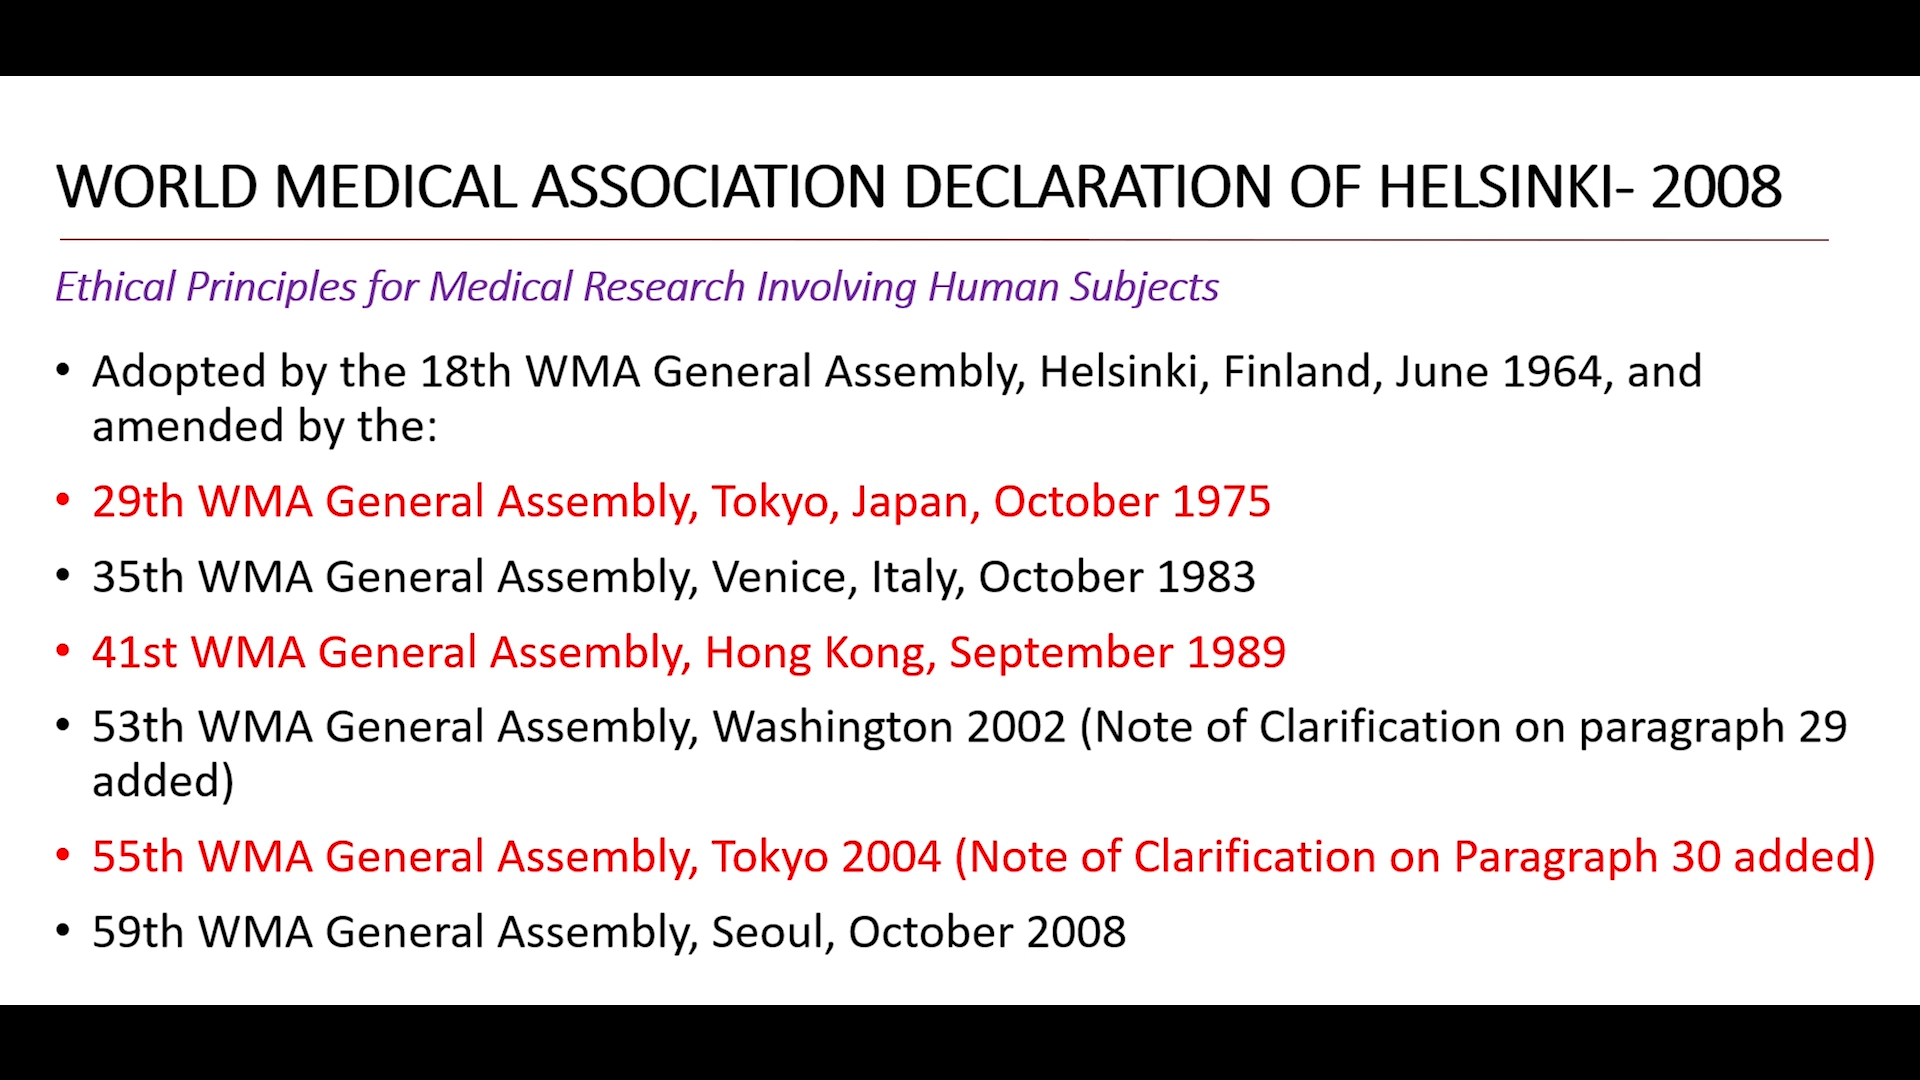 WORLD MEDICAL ASSOCIATION DECLARATION OF HELSINKI- 2008
Ethical Principles for Medical Research Involving Human Subjects
• Adopted by the 18th WMA General Assembly, Helsinki, Finland, June 1964, and
amended by the:
• 29th WMA General Assembly, Tokyo, Japan, October 1975
• 35th WMA General Assembly, Venice, Italy, October 1983
• 41st WMA General Assembly, Hong Kong, September 1989
• 53th WMA General Assembly, Washington 2002 (Note of Clarification on paragraph 29
added)
• 55th WMA General Assembly, Tokyo 2004 (Note of Clarification on Paragraph 30 added)
• 59th WMA General Assembly, Seoul, October 2008